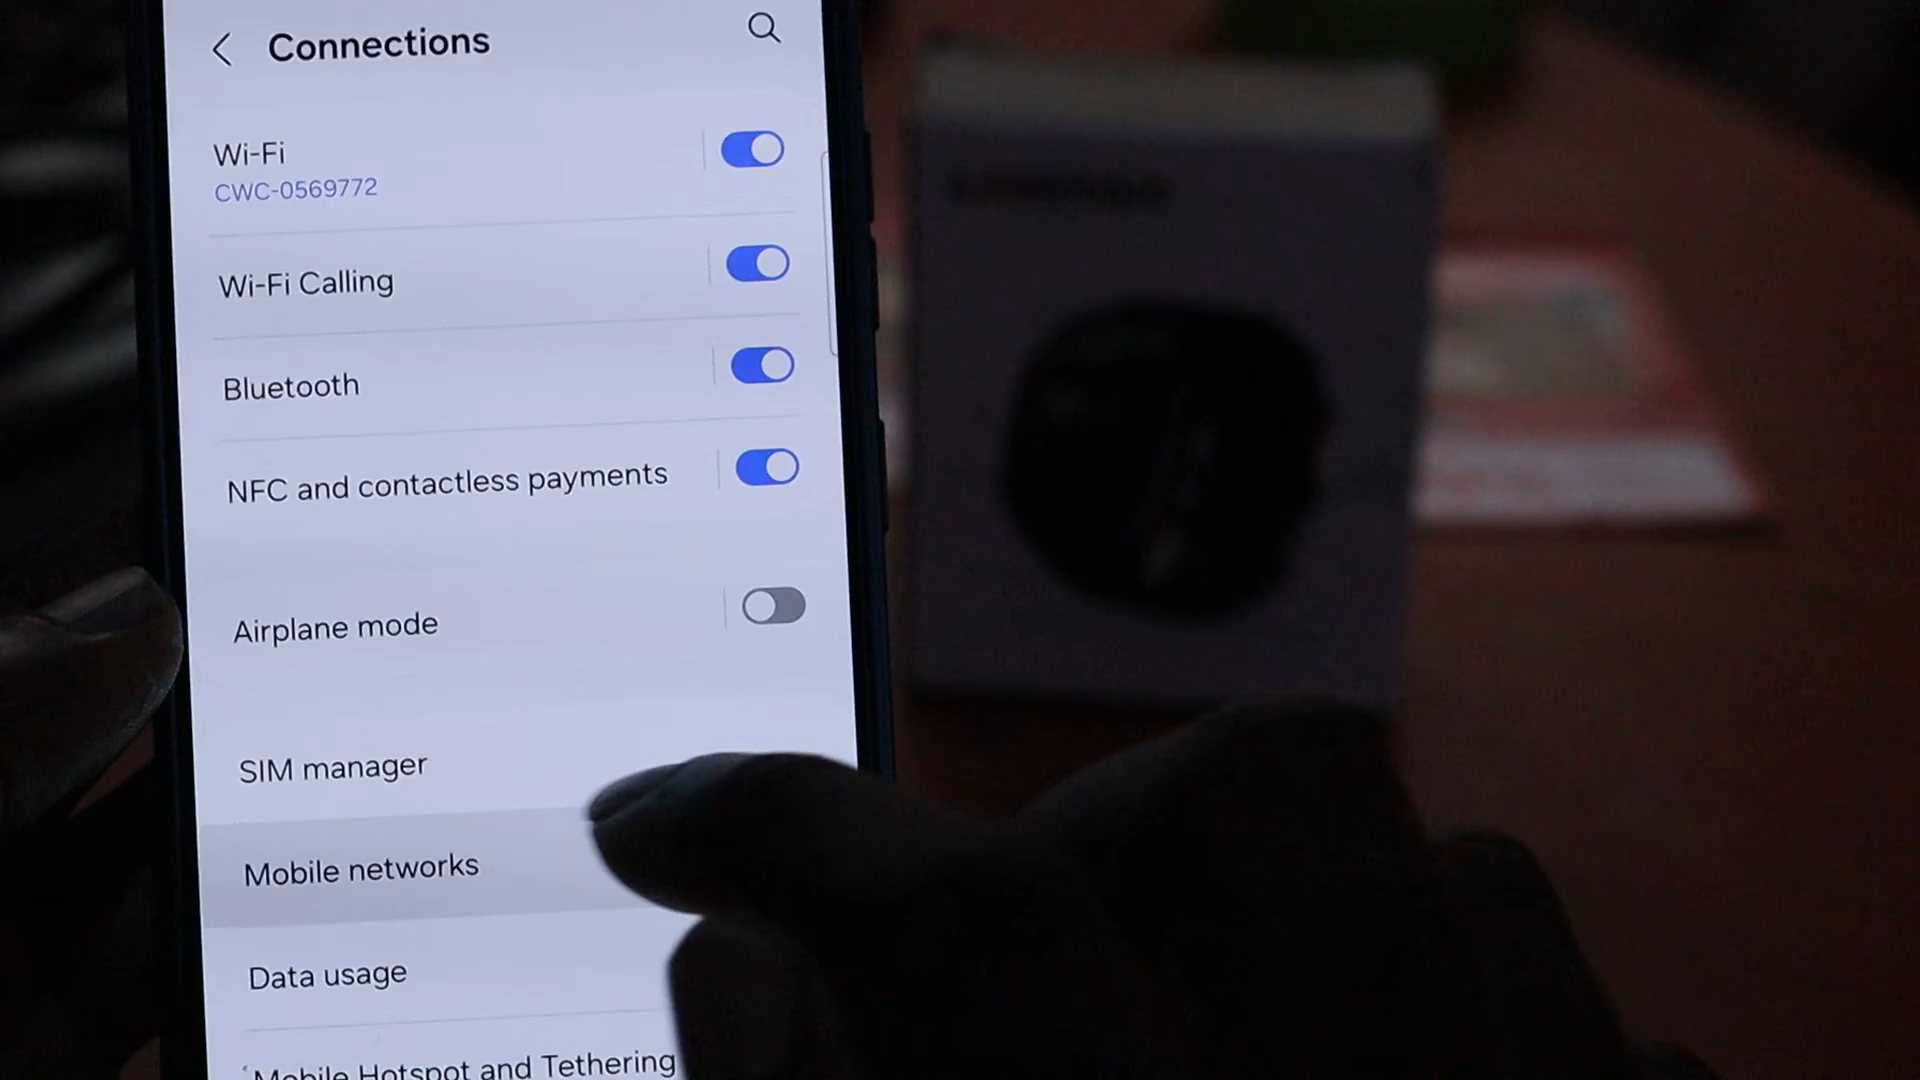 Connections
Wi-Fi
CWC-0569772
Wi-Fi Calling
Bluetooth
NFC and contactless payments
Airplane mode
SIM manager
Mobile networks
Data usage
Mobile Hotspot and Tethering